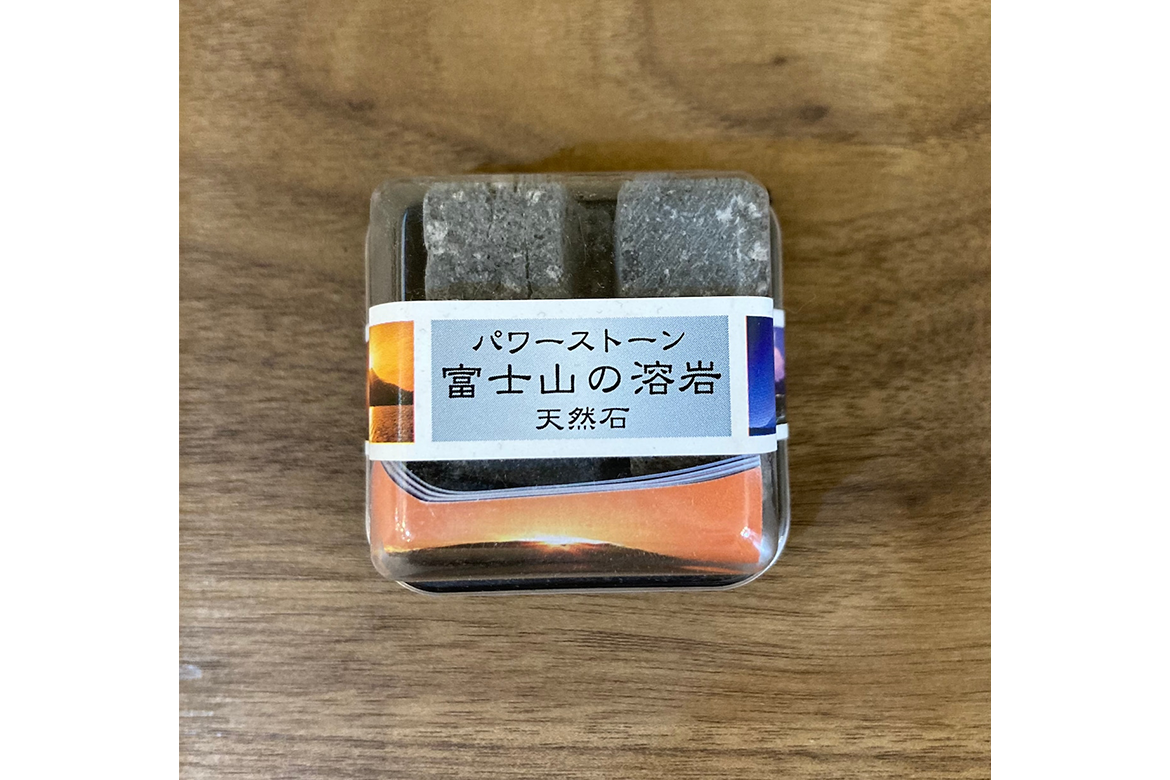 パワーストーン
富士山の溶岩
天然石